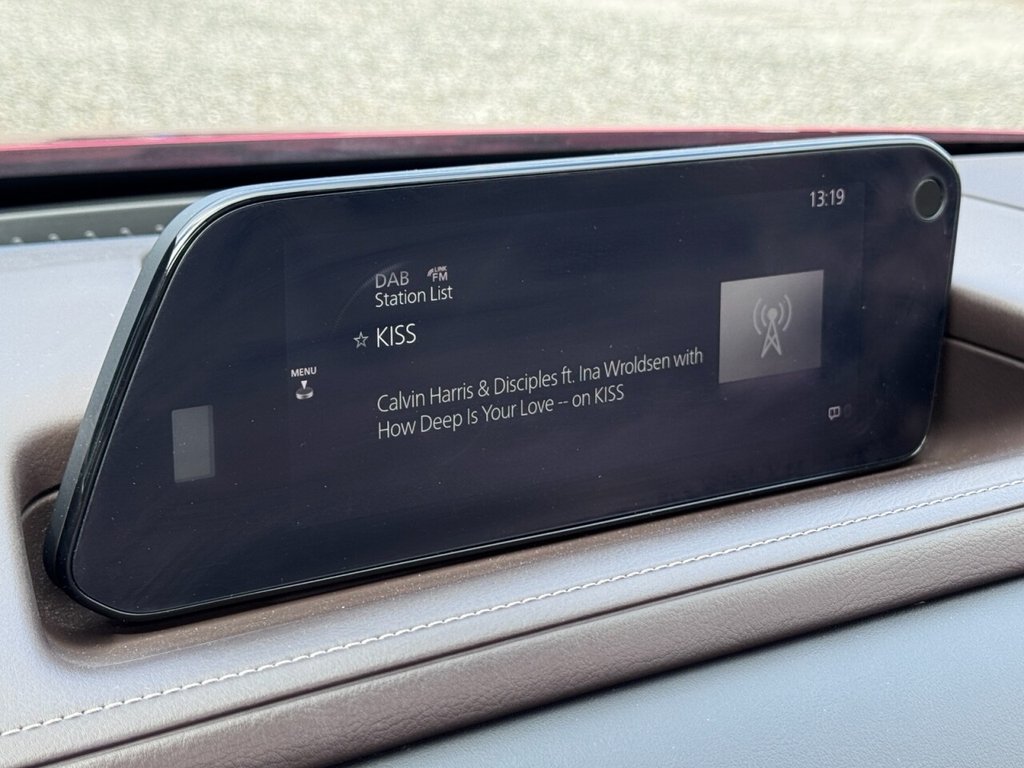 13:19
DAB LINK FM
Station List
KISS
MENU
Calvin Harris & Disciples ft. Ina Wroldsen with
How Deep Is Your Love -- on KISS